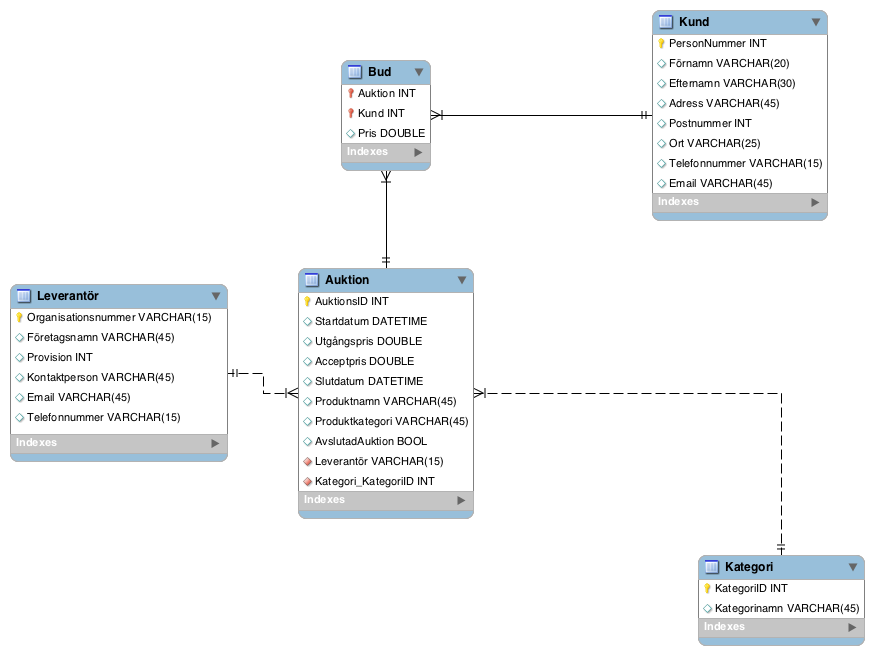 Kund
PersonNummer INT
Förnamn VARCHAR(20)
Efternamn VARCHAR(30)
Adress VARCHAR(45)
Postnummer INT
Ort VARCHAR(25)
Telefonnummer VARCHAR(15)
Email VARCHAR(45)
Indexes
Bud
Auktion INT
Kund INT
Pris DOUBLE
Indexes
Auktion
AuktionsID INT
Startdatum DATETIME
Utgångspris DOUBLE
Acceptpris DOUBLE
Slutdatum DATETIME
Produktnamn VARCHAR(45)
Produktkategori VARCHAR(45)
AvslutadAuktion BOOL
Leverantör VARCHAR(15)
Kategori_KategoriID INT
Indexes
Leverantör
Organisationsnummer VARCHAR(15)
Företagsnamn VARCHAR(45)
Provision INT
Kontaktperson VARCHAR(45)
Email VARCHAR(45)
Telefonnummer VARCHAR(15)
Indexes
Kategori
KategoriID INT
Kategorinamn VARCHAR(45)
Indexes